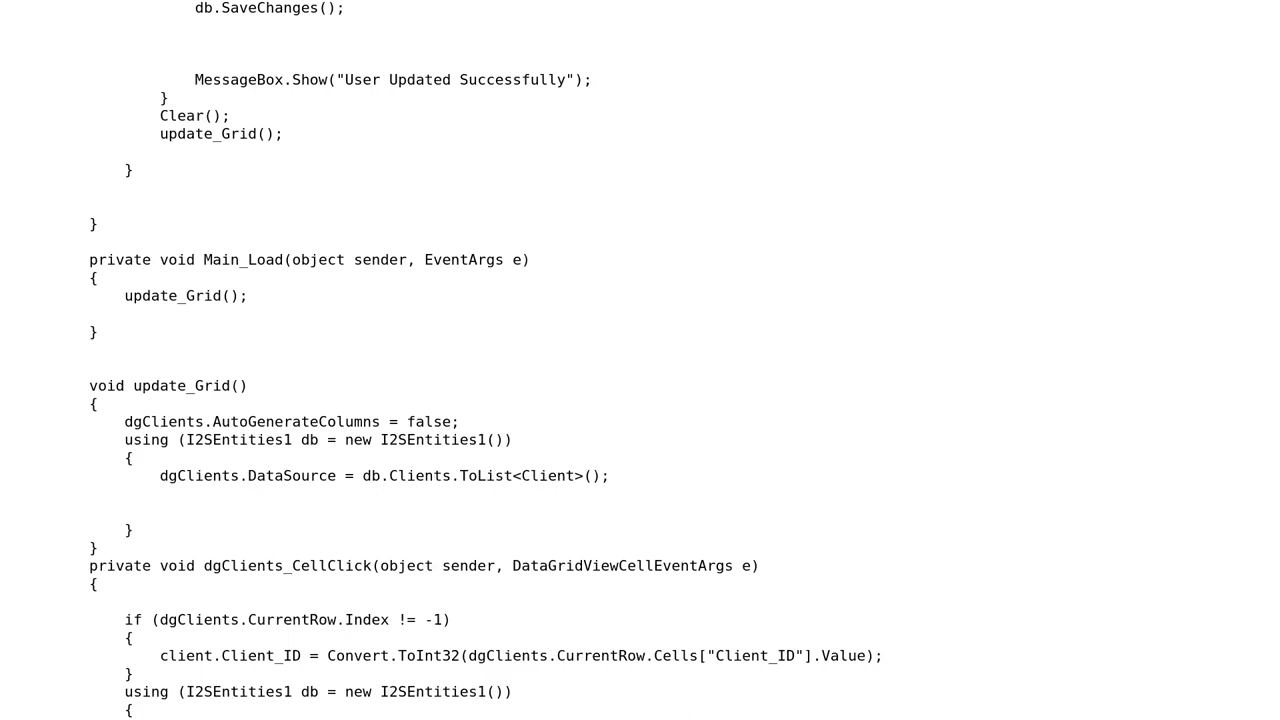 db.SaveChanges();
MessageBox.Show("User Updated Successfully");
}
Clear();
update_Grid();
}
}
private void Main_Load(object sender, EventArgs e)
{
update_Grid();
}
void update_Grid()
{
dgClients.AutoGenerateColumns = false;
using (I2SEntities1 db = new I2SEntities1())
{
dgClients.DataSource = db.Clients.ToList<Client>();
}
}
private void dgClients_CellClick(object sender, DataGridViewCellEventArgs e)
{
if (dgClients.CurrentRow.Index != -1)
{
client.Client_ID = Convert.ToInt32(dgClients.CurrentRow.Cells["Client_ID"].Value);
}
using (I2SEntities1 db = new I2SEntities1())
{